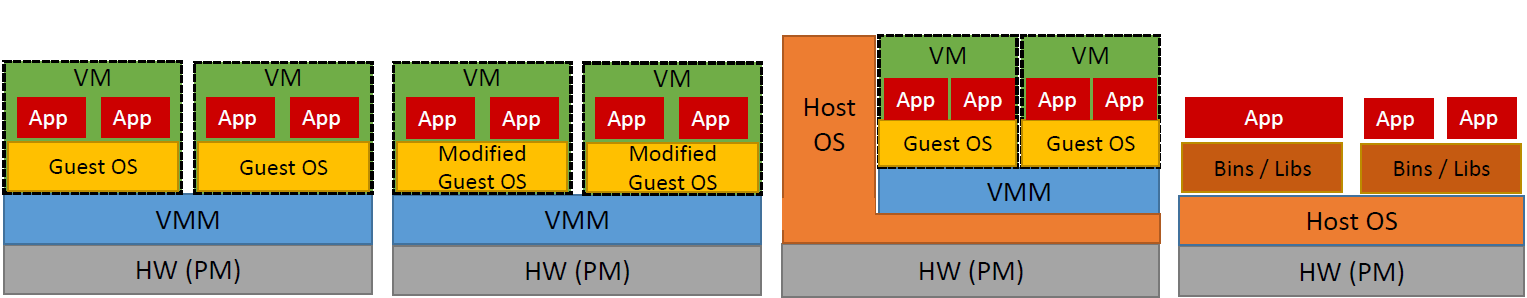 VM
App
App
Guest OS
VM
App
App
Guest OS
VMM
HW (PM)
VM
App
App
Modified
Guest OS
VM
App
App
Modified
Guest OS
VMM
HW (PM)
Host
OS
VM
App
App
Guest OS
VM
App
App
Guest OS
VMM
HW (PM)
App
Bins / Libs
App
App
Bins / Libs
Host OS
HW (PM)